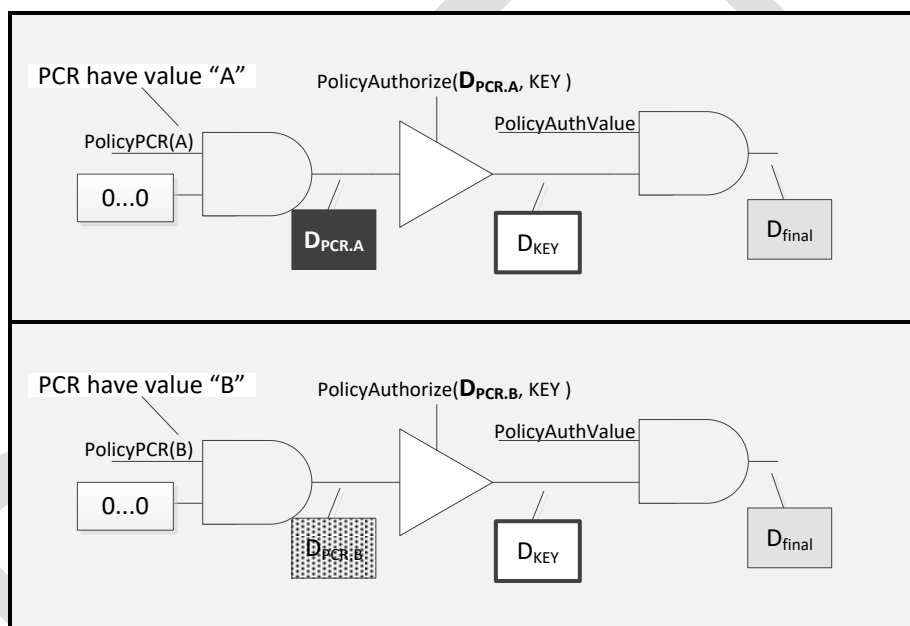 PCR have value “A”
PolicyAuthorize(DPCR.A, KEY )
PolicyAuthValue
PolicyPCR(A)
0...0
DPCR.A
DKEY
Dfinal
PCR have value “B”
PolicyAuthorize(DPCR.B, KEY )
PolicyAuthValue
PolicyPCR(B)
0...0
DPCR.B
DKEY
Dfinal